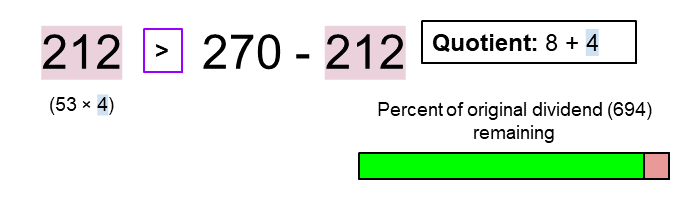 212 > 270 - 212
Quotient: 8 + 4
(53 × 4)
Percent of original dividend (694)
remaining